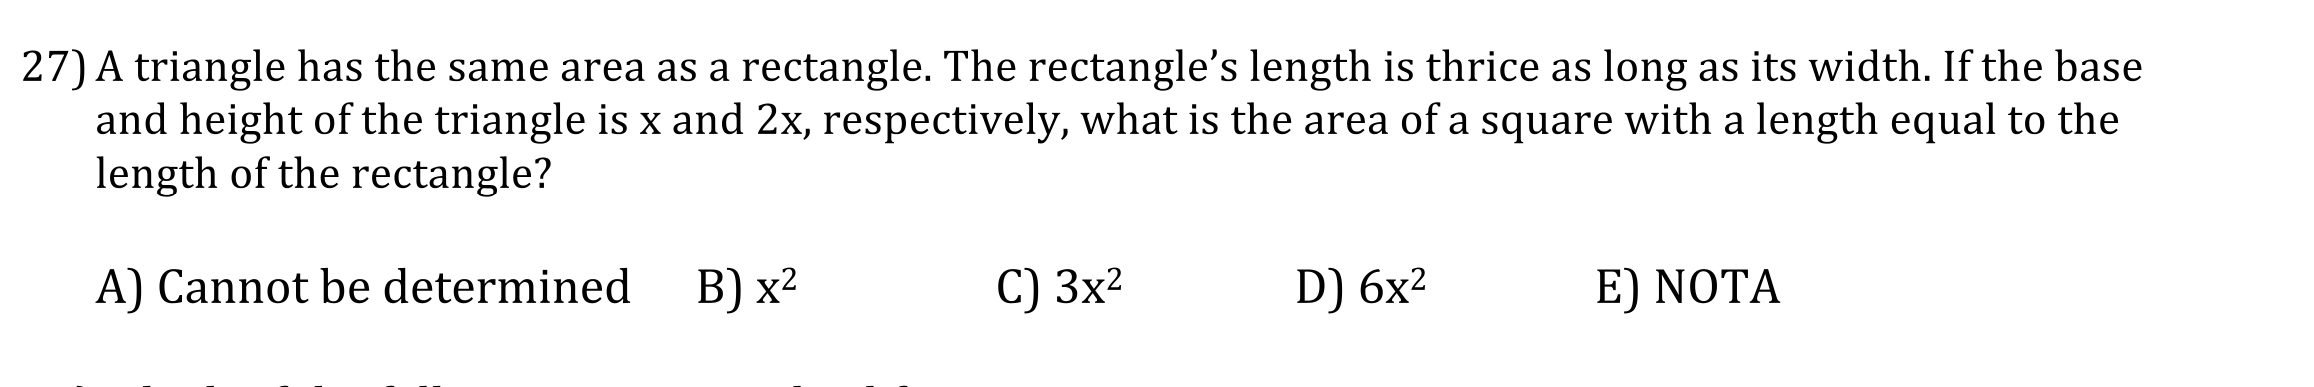 27) A triangle has the same area as a rectangle. The rectangle’s length is thrice as long as its width. If the base
and height of the triangle is x and 2x, respectively, what is the area of a square with a length equal to the
length of the rectangle?
A) Cannot be determined B) x² C) 3x² D) 6x² E) NOTA